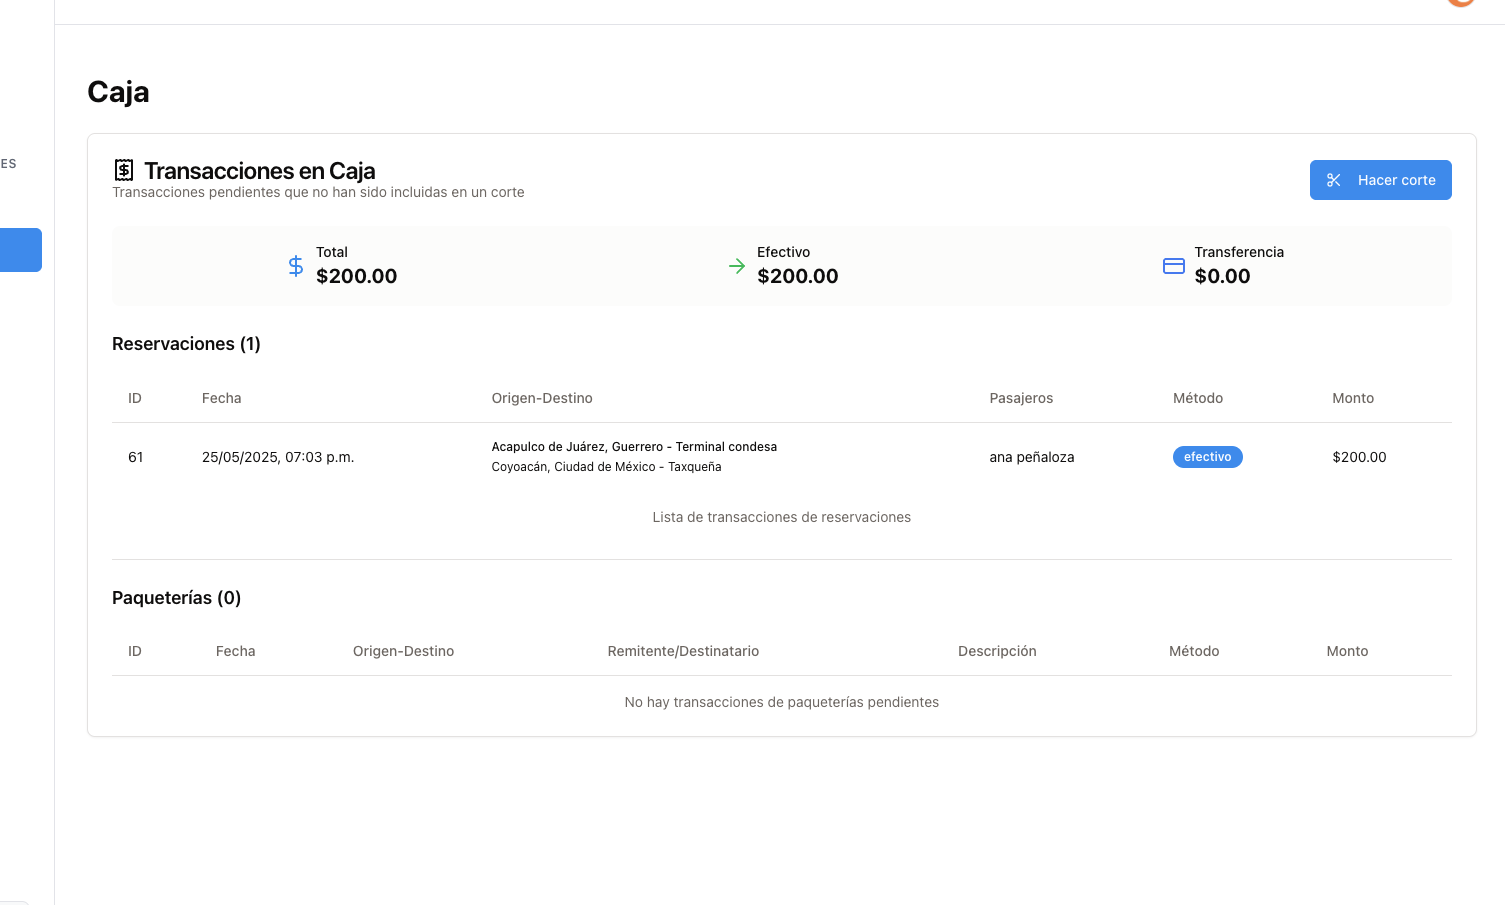 ES
Caja
Transacciones en Caja
Transacciones pendientes que no han sido incluidas en un corte
Hacer corte
Total
$200.00
Efectivo
$200.00
Transferencia
$0.00
Reservaciones (1)
ID Fecha Origen-Destino Pasajeros Método Monto
61 25/05/2025, 07:03 p.m. Acapulco de Juárez, Guerrero - Terminal condesa
Coyoacán, Ciudad de México - Taxqueña
ana peñaloza efectivo $200.00
Lista de transacciones de reservaciones
Paqueterías (0)
ID Fecha Origen-Destino Remitente/Destinatario Descripción Método Monto
No hay transacciones de paqueterías pendientes